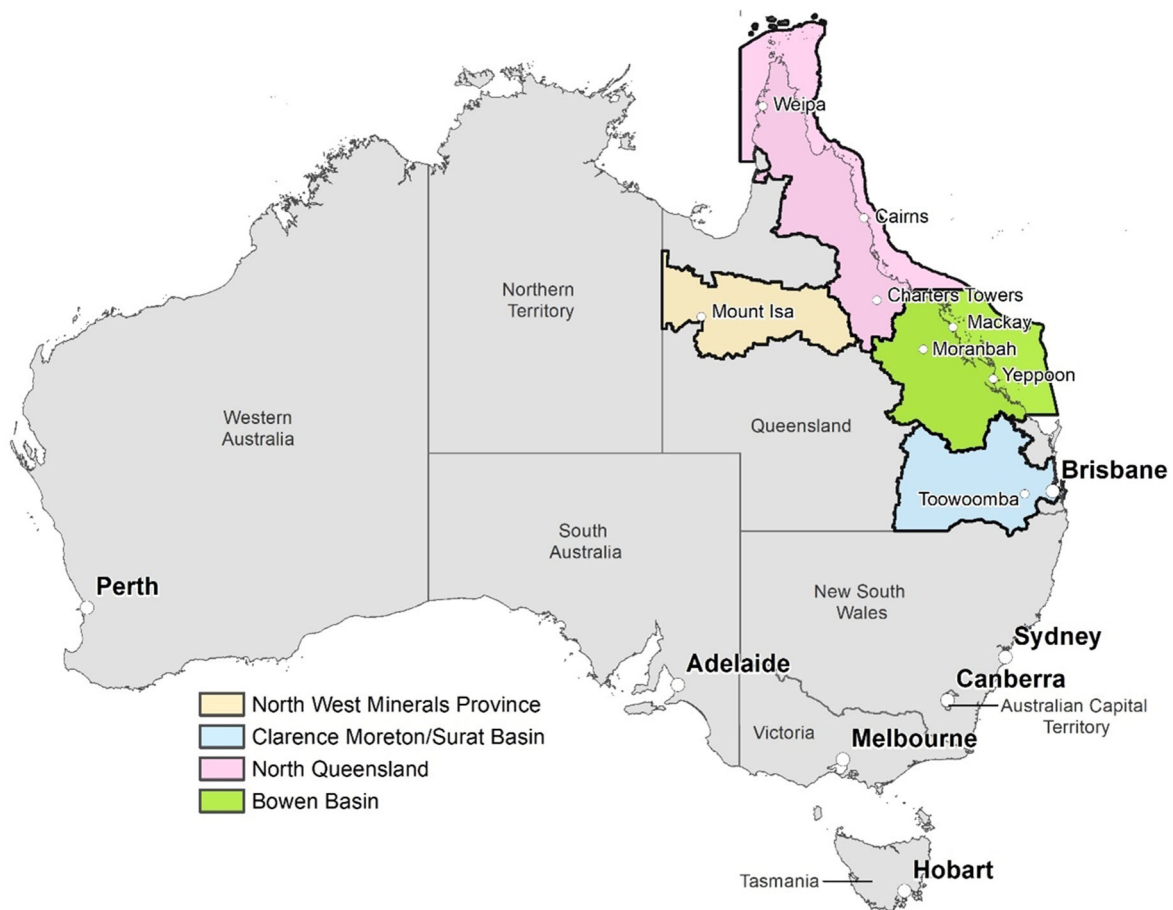 Weipa
Cairns
Northern
Territory
Charters Towers
Mount Isa
Mackay
Moranbah
Yeppoon
Western
Australia
Queensland
Brisbane
Toowoomba
South
Australia
Perth
New South
Wales
Sydney
Adelaide
Canberra
Australian Capital
Territory
North West Minerals Province
Clarence Moreton/Surat Basin
North Queensland
Bowen Basin
Victoria
Melbourne
Hobart
Tasmania